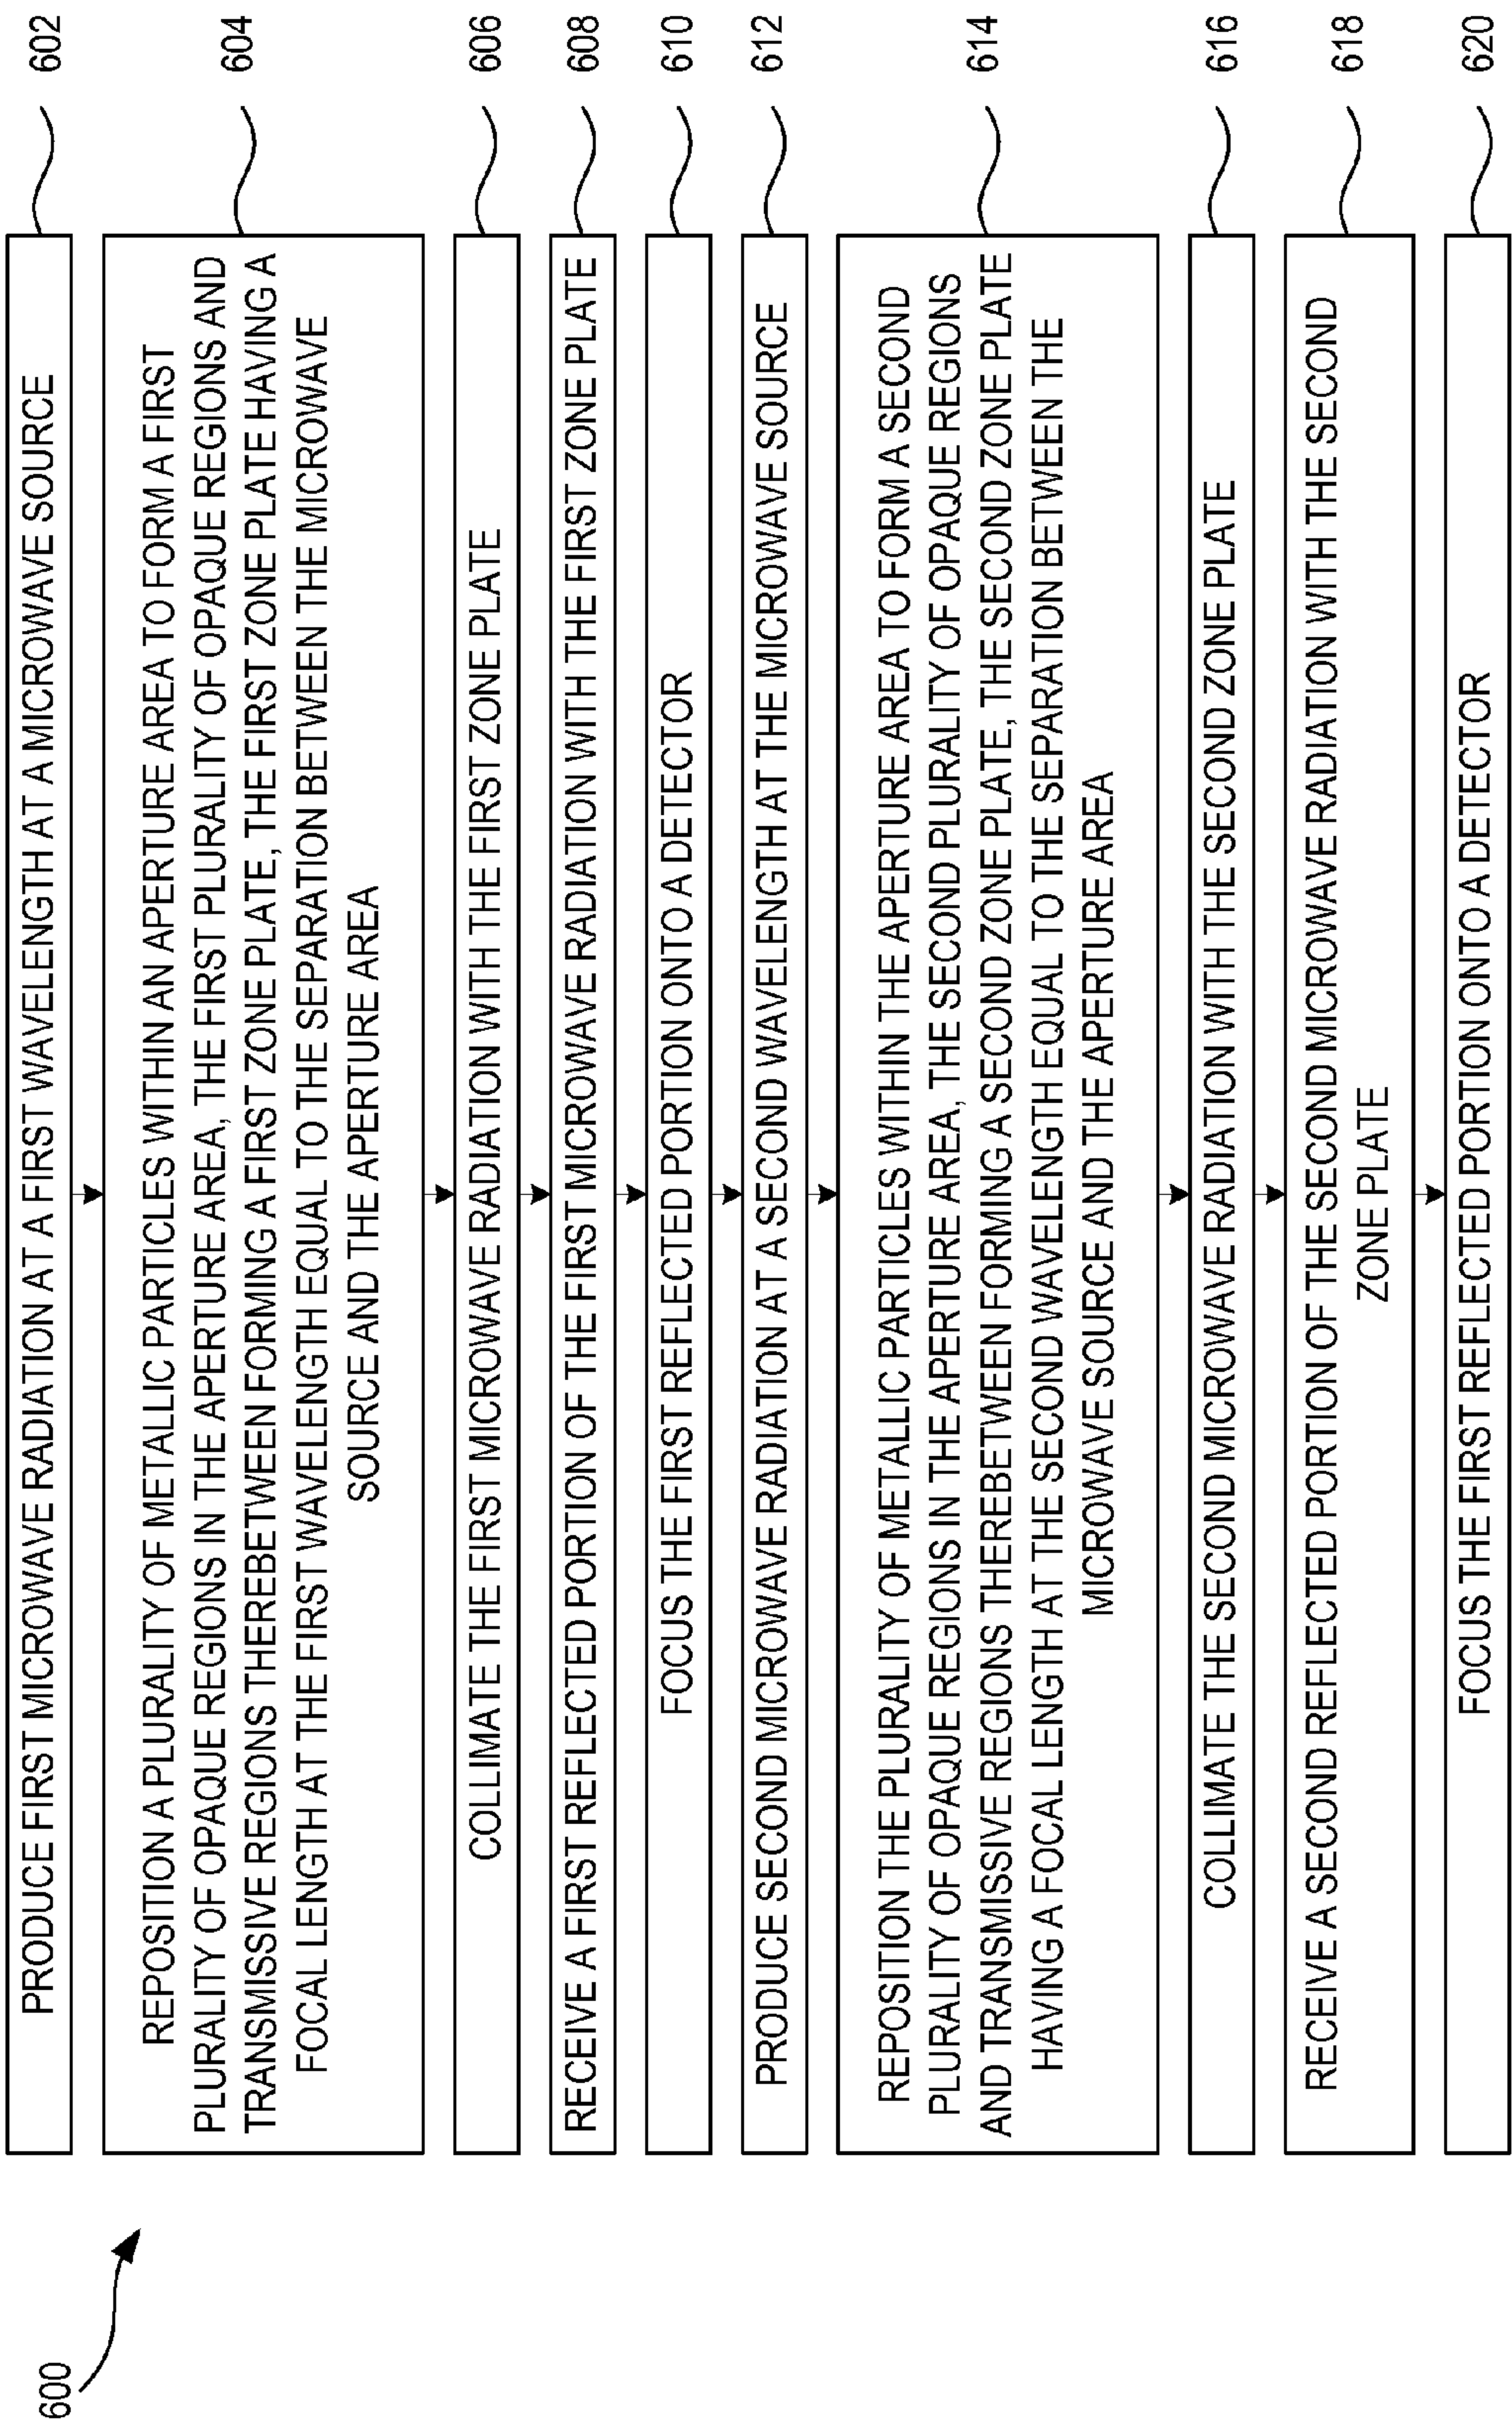 600
PRODUCE FIRST MICROWAVE RADIATION AT A FIRST WAVELENGTH AT A MICROWAVE SOURCE
602
REPOSITION A PLURALITY OF METALLIC PARTICLES WITHIN AN APERTURE AREA TO FORM A FIRST
PLURALITY OF OPAQUE REGIONS IN THE APERTURE AREA, THE FIRST PLURALITY OF OPAQUE REGIONS AND
TRANSMISSIVE REGIONS THEREBETWEEN FORMING A FIRST ZONE PLATE, THE FIRST ZONE PLATE HAVING A
FOCAL LENGTH AT THE FIRST WAVELENGTH EQUAL TO THE SEPARATION BETWEEN THE MICROWAVE
SOURCE AND THE APERTURE AREA
604
COLLIMATE THE FIRST MICROWAVE RADIATION WITH THE FIRST ZONE PLATE
606
RECEIVE A FIRST REFLECTED PORTION OF THE FIRST MICROWAVE RADIATION WITH THE FIRST ZONE PLATE
608
FOCUS THE FIRST REFLECTED PORTION ONTO A DETECTOR
610
PRODUCE SECOND MICROWAVE RADIATION AT A SECOND WAVELENGTH AT THE MICROWAVE SOURCE
612
REPOSITION THE PLURALITY OF METALLIC PARTICLES WITHIN THE APERTURE AREA TO FORM A SECOND
PLURALITY OF OPAQUE REGIONS IN THE APERTURE AREA, THE SECOND PLURALITY OF OPAQUE REGIONS
AND TRANSMISSIVE REGIONS THEREBETWEEN FORMING A SECOND ZONE PLATE, THE SECOND ZONE PLATE
HAVING A FOCAL LENGTH AT THE SECOND WAVELENGTH EQUAL TO THE SEPARATION BETWEEN THE
MICROWAVE SOURCE AND THE APERTURE AREA
614
COLLIMATE THE SECOND MICROWAVE RADIATION WITH THE SECOND ZONE PLATE
616
RECEIVE A SECOND REFLECTED PORTION OF THE SECOND MICROWAVE RADIATION WITH THE SECOND
ZONE PLATE
618
FOCUS THE FIRST REFLECTED PORTION ONTO A DETECTOR
620